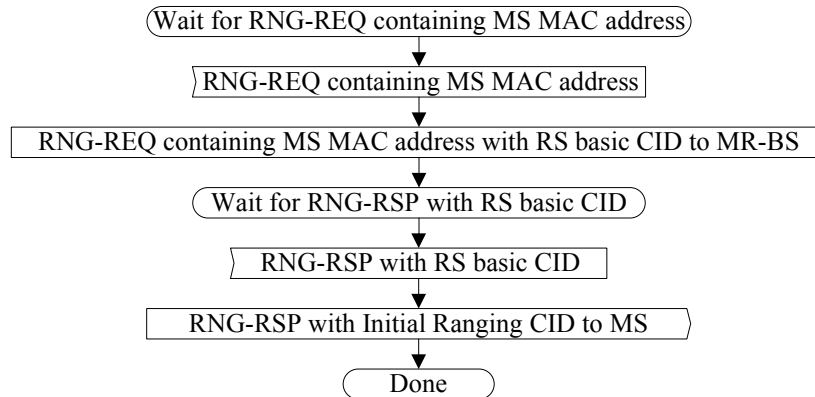 Wait for RNG-REQ containing MS MAC address
RNG-REQ containing MS MAC address
RNG-REQ containing MS MAC address with RS basic CID to MR-BS
Wait for RNG-RSP with RS basic CID
RNG-RSP with RS basic CID
RNG-RSP with Initial Ranging CID to MS
Done